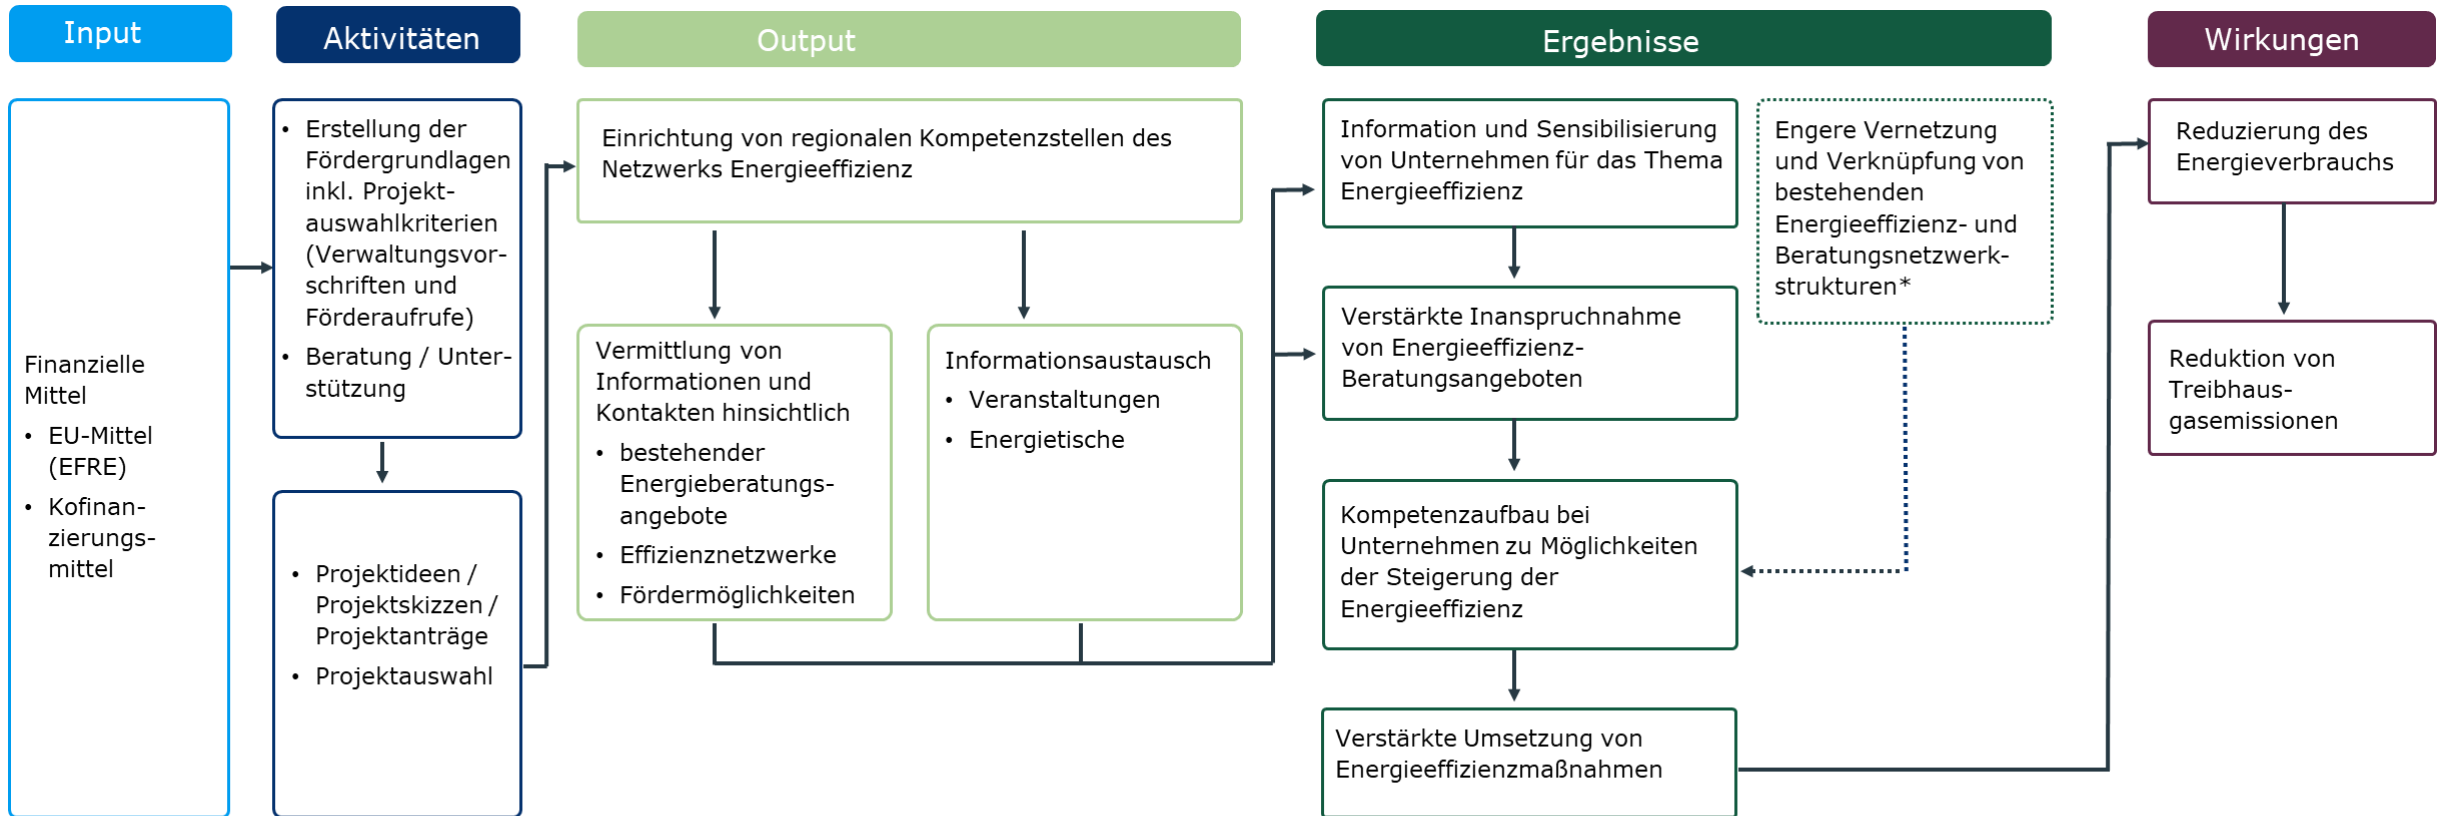 Input
Aktivitäten
Output
Ergebnisse
Wirkungen
Finanzielle
Mittel
• EU-Mittel
(EFRE)
• Kofinan-
zierungs-
mittel
• Erstellung der
Fördergrundlagen
inkl. Projekt-
auswahlkriterien
(Verwaltungsvor-
schriften und
Förderaufrufe)
• Beratung / Unter-
stützung
• Projektideen /
Projektskizzen /
Projektanträge
• Projektauswahl
Einrichtung von regionalen Kompetenzstellen des
Netzwerks Energieeffizienz
Vermittlung von
Informationen und
Kontakten hinsichtlich
• bestehender
Energieberatungs-
angebote
• Effizienznetzwerke
• Fördermöglichkeiten
Informationsaustausch
• Veranstaltungen
• Energietische
Information und Sensibilisierung
von Unternehmen für das Thema
Energieeffizienz
Verstärkte Inanspruchnahme
von Energieeffizienz-
Beratungsangeboten
Kompetenzaufbau bei
Unternehmen zu Möglichkeiten
der Steigerung der
Energieeffizienz
Verstärkte Umsetzung von
Energieeffizienzmaßnahmen
Engere Vernetzung
und Verknüpfung von
bestehenden
Energieeffizienz- und
Beratungsnetzwerk-
strukturen*
Reduzierung des
Energieverbrauchs
Reduktion von
Treibhaus-
gasemissionen